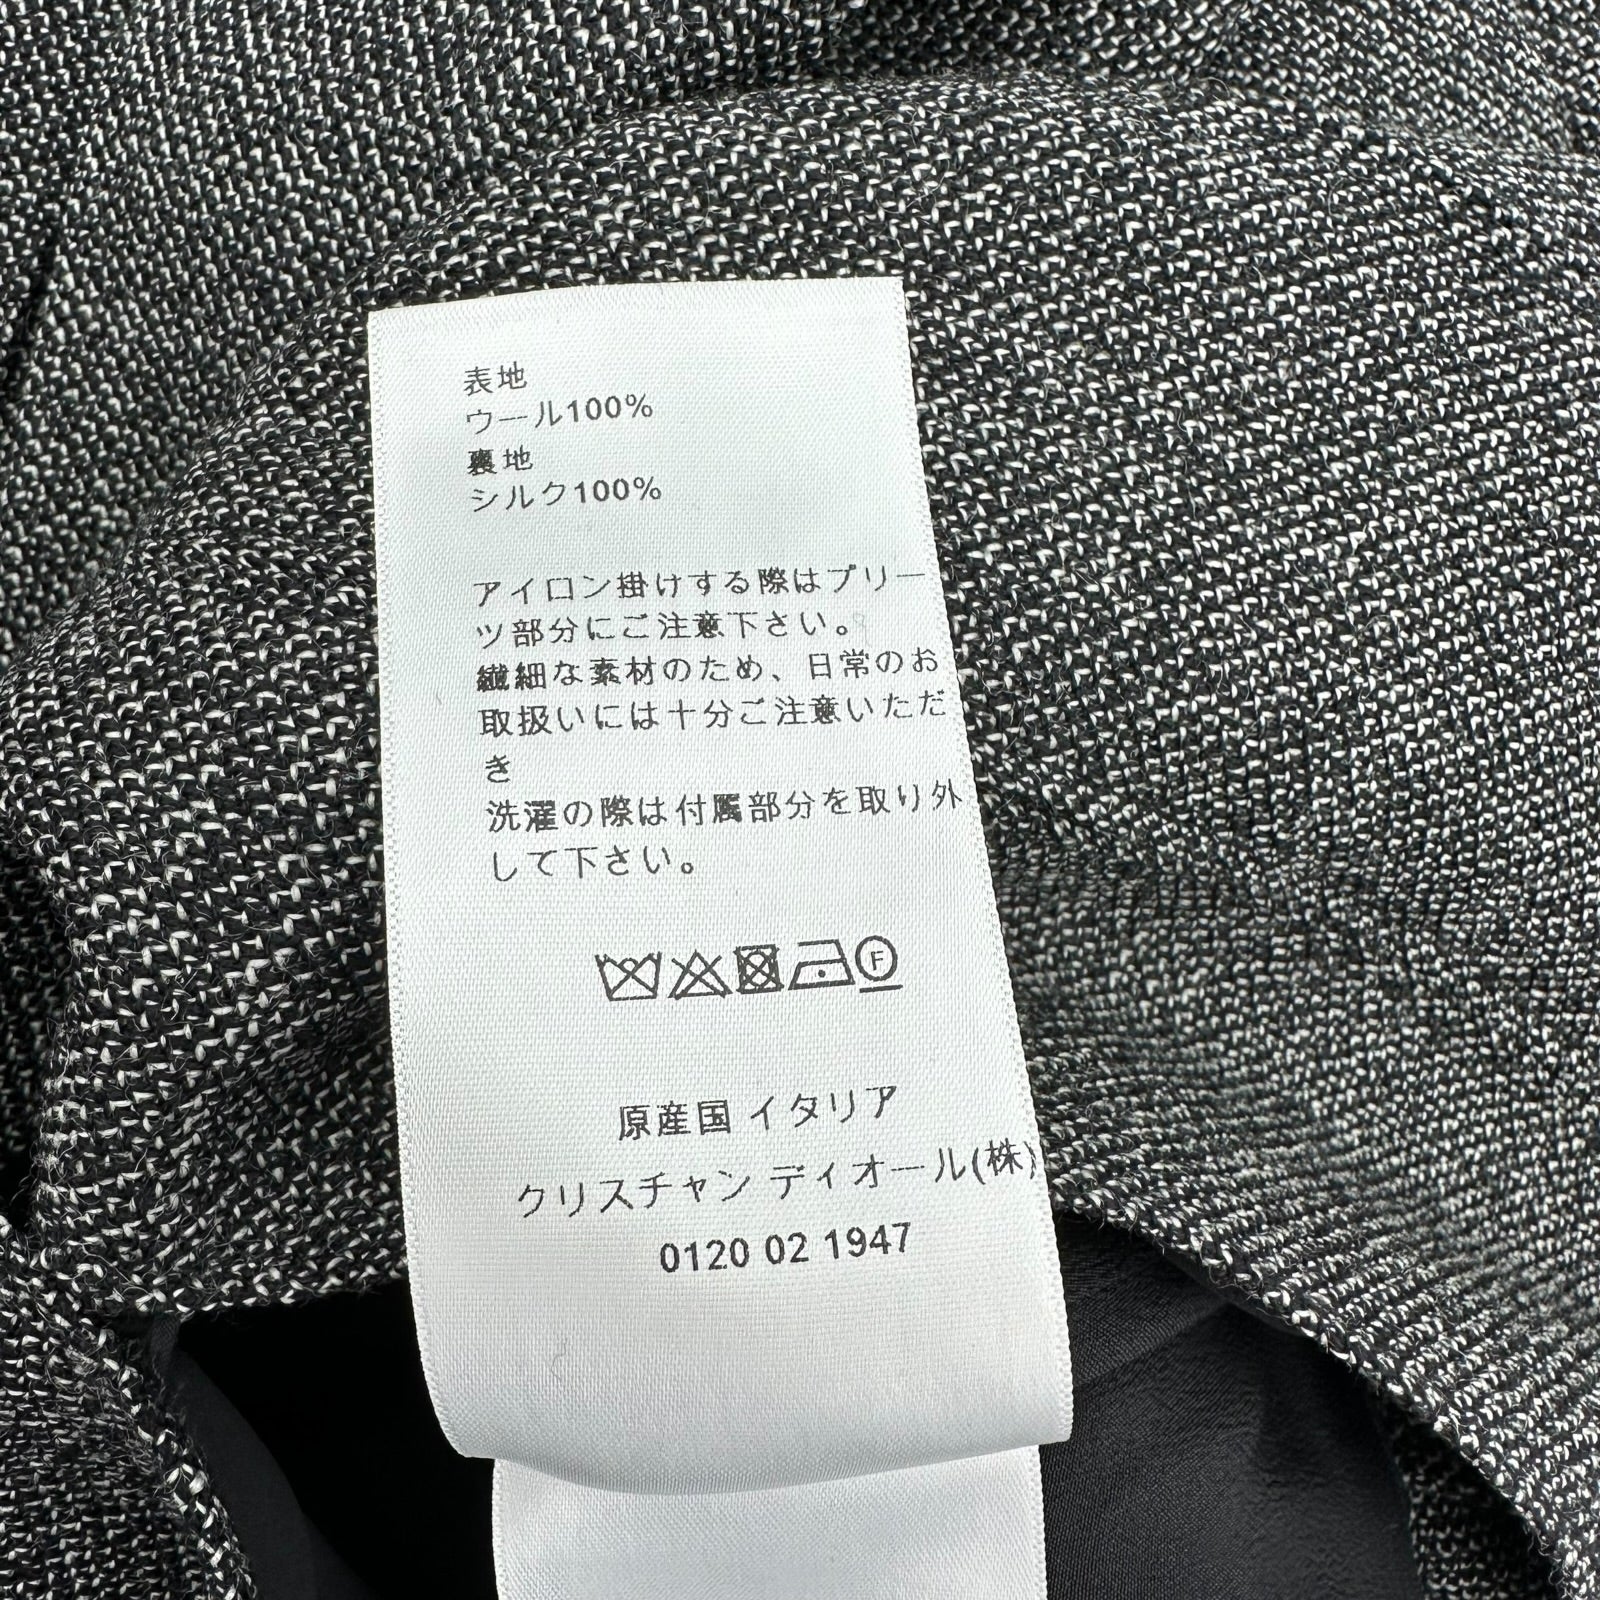 表地
ウール100%
裏地
シルク100%
アイロン掛けする際はプリー
ツ部分にご注意下さい。
繊細な素材のため、日常のお
取扱いには十分ご注意いただ
き
洗濯の際は付属部分を取り外
して下さい。
F
原産国 イタリア
クリスチャン ディオール(株)
0120 02 1947